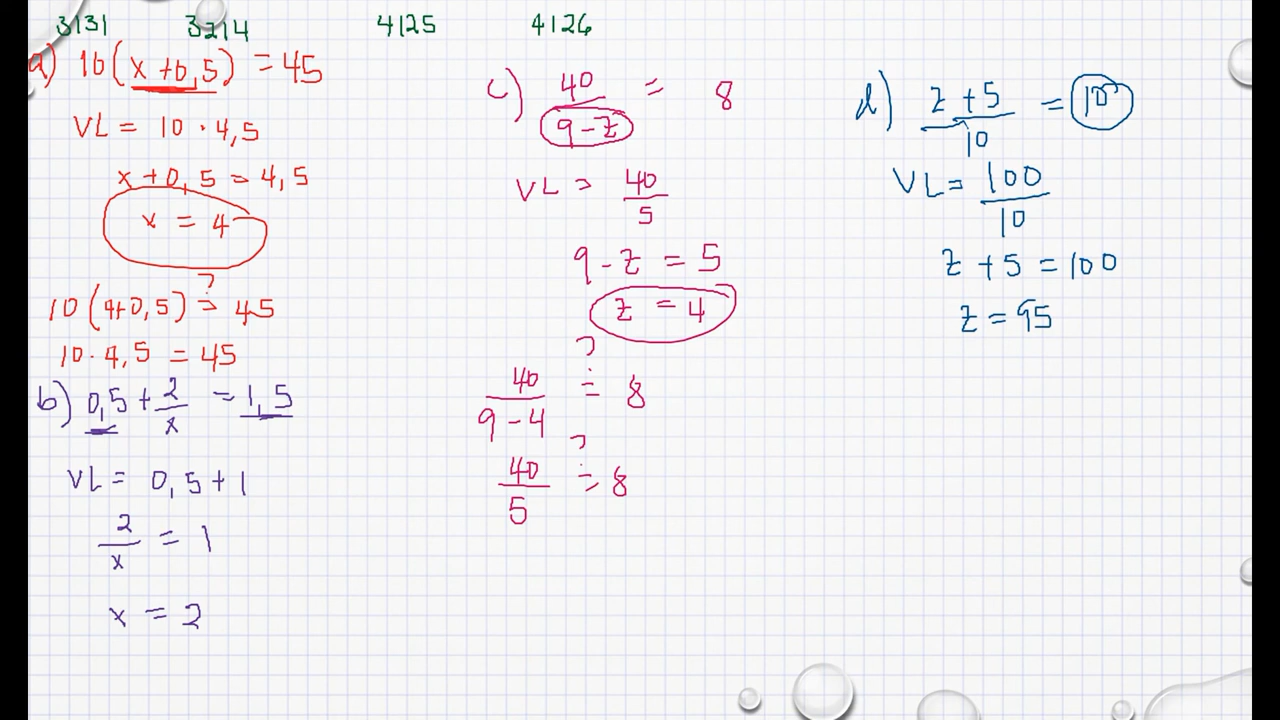 3131 3214 4125 4126
a) 10(x+0,5) = 45
VL = 10 · 4,5
x + 0,5 = 4,5
x = 4
10(4+0,5) ?= 45
10 · 4,5 = 45
b) 0,5 + 2/x = 1,5
VL = 0,5 + 1
2/x = 1
x = 2
c) 40/(9-z) = 8
VL = 40/5
9 - z = 5
z = 4
40/(9-4) ?= 8
40/5 ?= 8
d) (z+5)/10 = 10
VL = 100/10
z + 5 = 100
z = 95